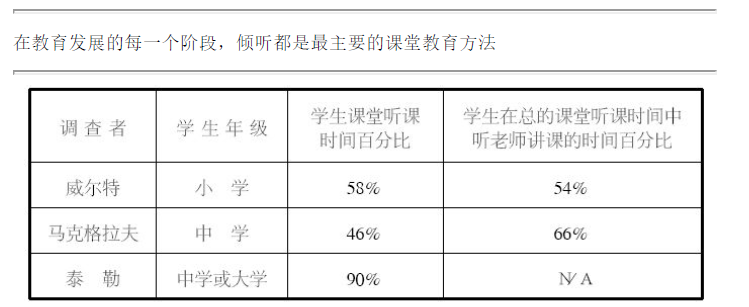 在教育发展的每一个阶段，倾听都是最主要的课堂教育方法
调查者 学生年级 学生课堂听课时间百分比 学生在总的课堂听课时间中听老师讲课的时间百分比
威尔特 小学 58% 54%
马克格拉夫 中学 46% 66%
泰勒 中学或大学 90% N/A